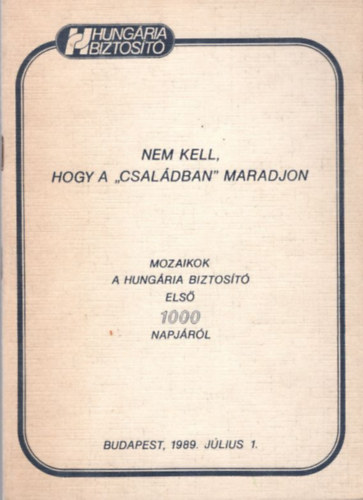 HUNGÁRIA
BIZTOSÍTÓ
NEM KELL,
HOGY A „CSALÁDBAN” MARADJON
MOZAIKOK
A HUNGÁRIA BIZTOSÍTÓ
ELSŐ
1000
NAPJÁRÓL
BUDAPEST, 1989. JÚLIUS 1.